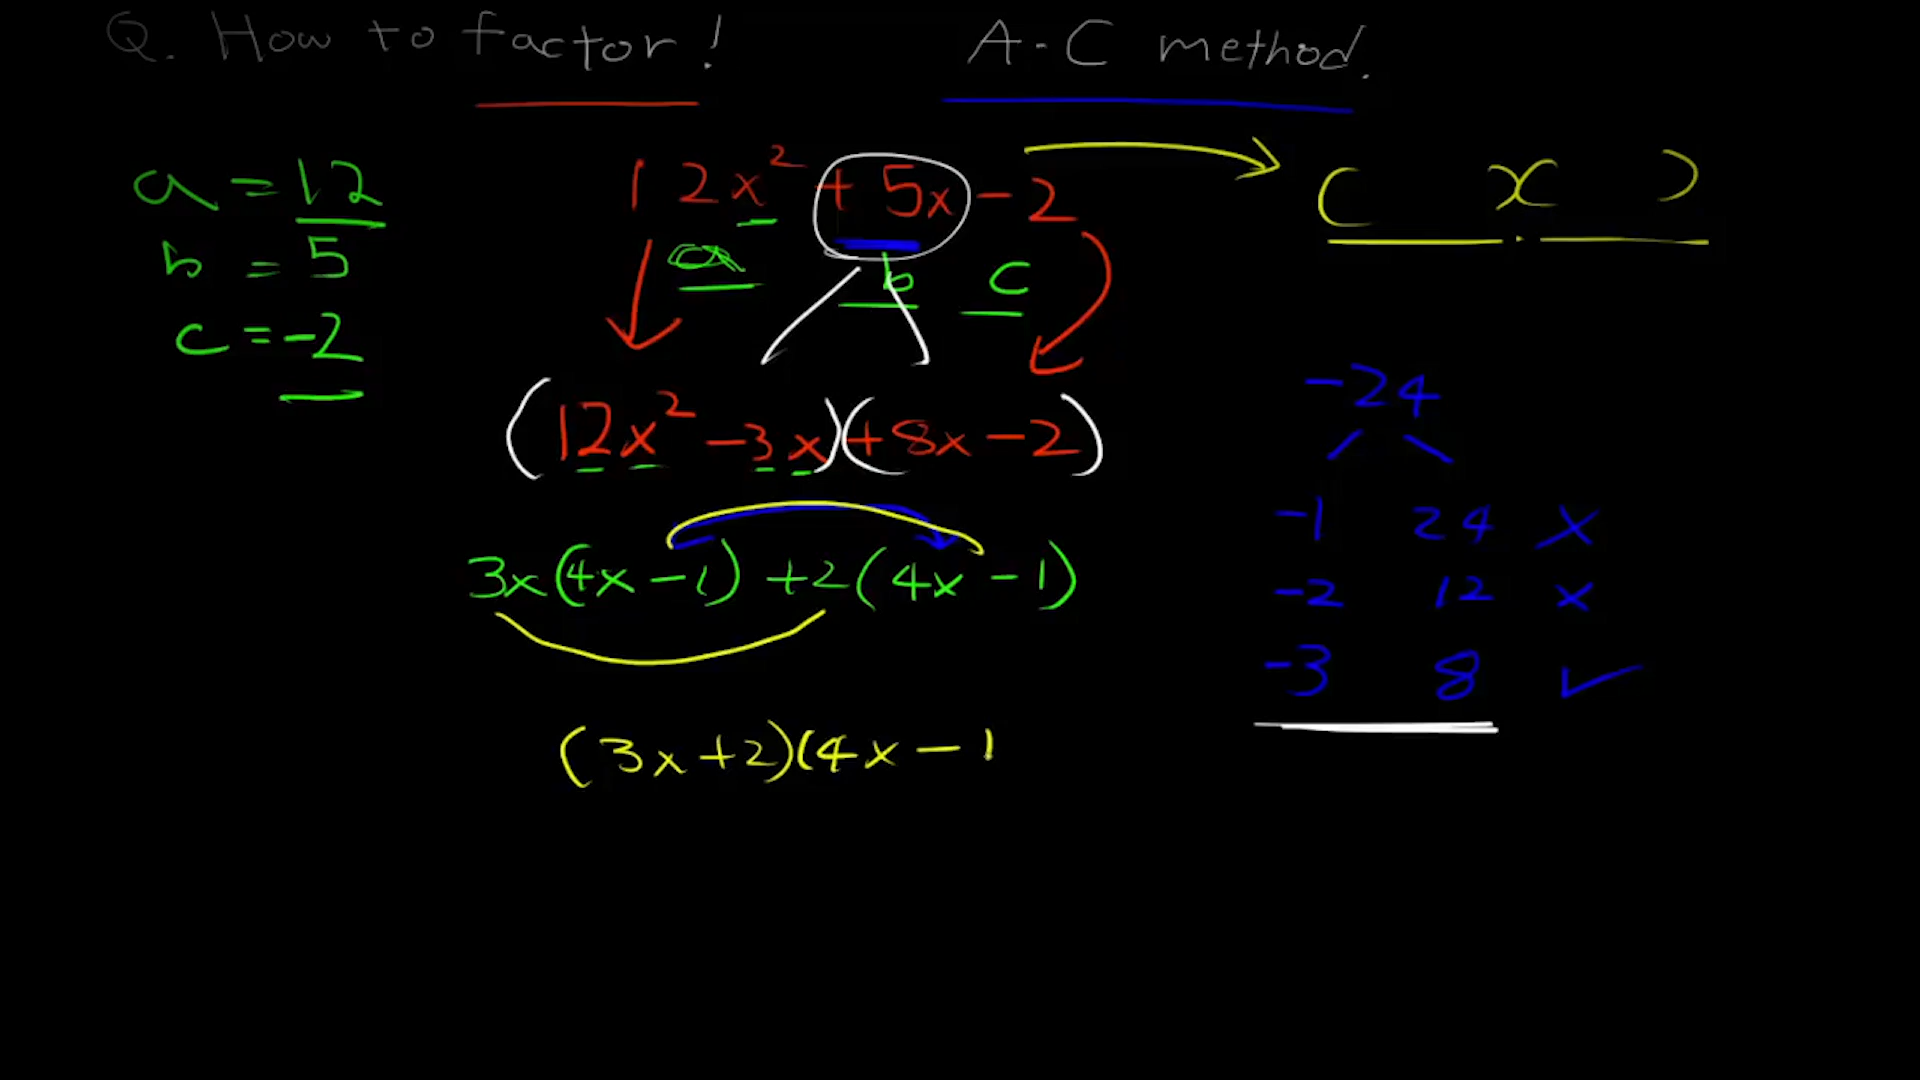 Q. How to factor! A-C method.
a = 12
b = 5
c = -2
12x² + 5x - 2
a b c
( x )
(12x² - 3x)(+ 8x - 2)
3x(4x - 1) + 2(4x - 1)
(3x + 2)(4x - 1
-24
-1 24 x
-2 12 x
-3 8 ✓